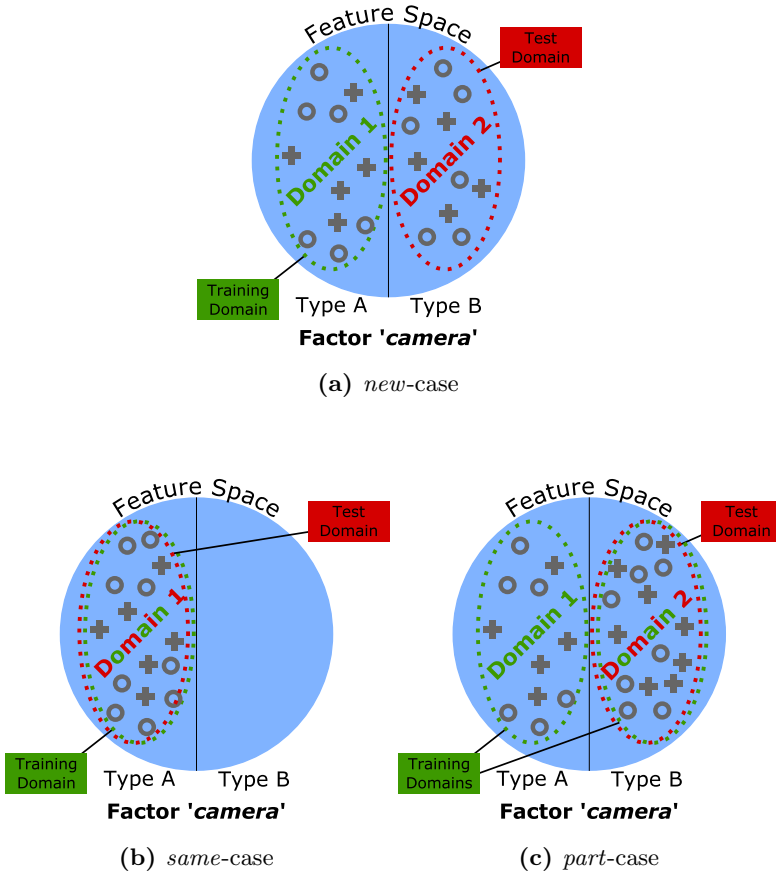 Feature Space
Test
Domain
Domain 1
Domain 2
Training
Domain
Type A
Type B
Factor 'camera'
(a) new-case
Feature Space
Test
Domain
Domain 1
Training
Domain
Type A
Type B
Factor 'camera'
(b) same-case
Feature Space
Test
Domain
Domain 1
Domain 2
Training
Domains
Type A
Type B
Factor 'camera'
(c) part-case